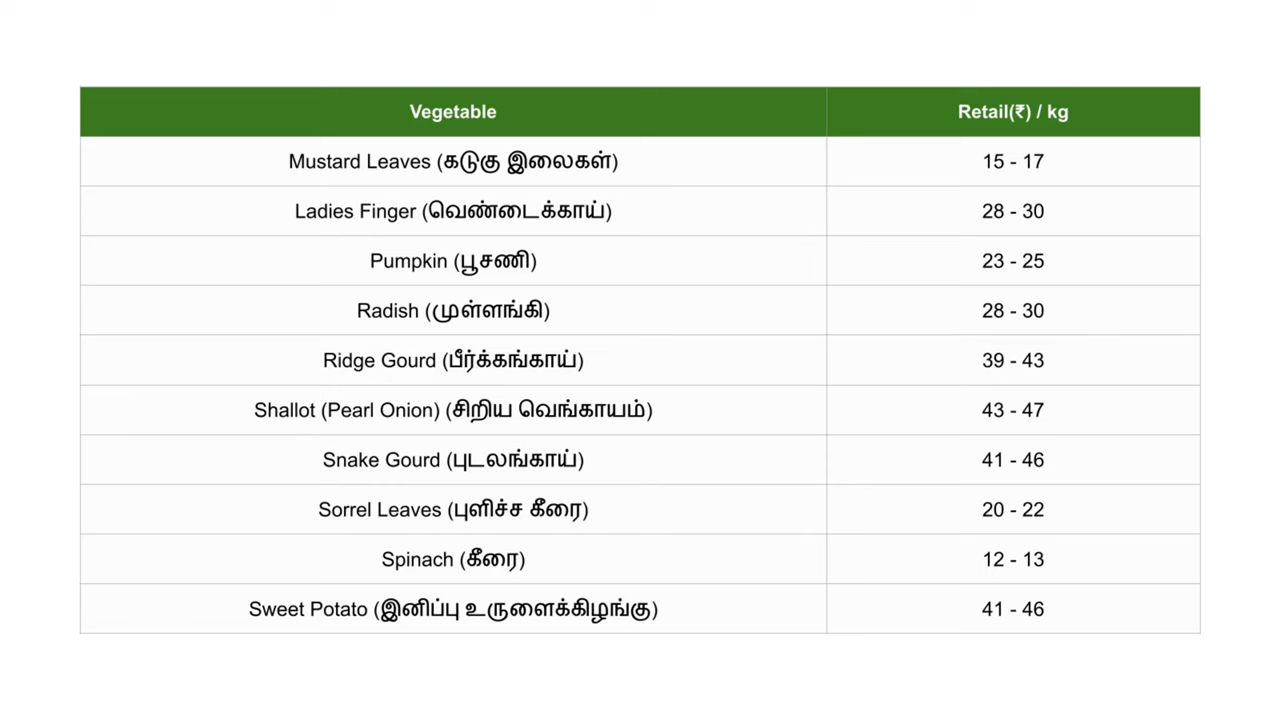 Vegetable Retail(₹) / kg
Mustard Leaves (கடுகு இலைகள்) 15 - 17
Ladies Finger (வெண்டைக்காய்) 28 - 30
Pumpkin (பூசணி) 23 - 25
Radish (முள்ளங்கி) 28 - 30
Ridge Gourd (பீர்க்கங்காய்) 39 - 43
Shallot (Pearl Onion) (சிறிய வெங்காயம்) 43 - 47
Snake Gourd (புடலங்காய்) 41 - 46
Sorrel Leaves (புளிச்ச கீரை) 20 - 22
Spinach (கீரை) 12 - 13
Sweet Potato (இனிப்பு உருளைக்கிழங்கு) 41 - 46